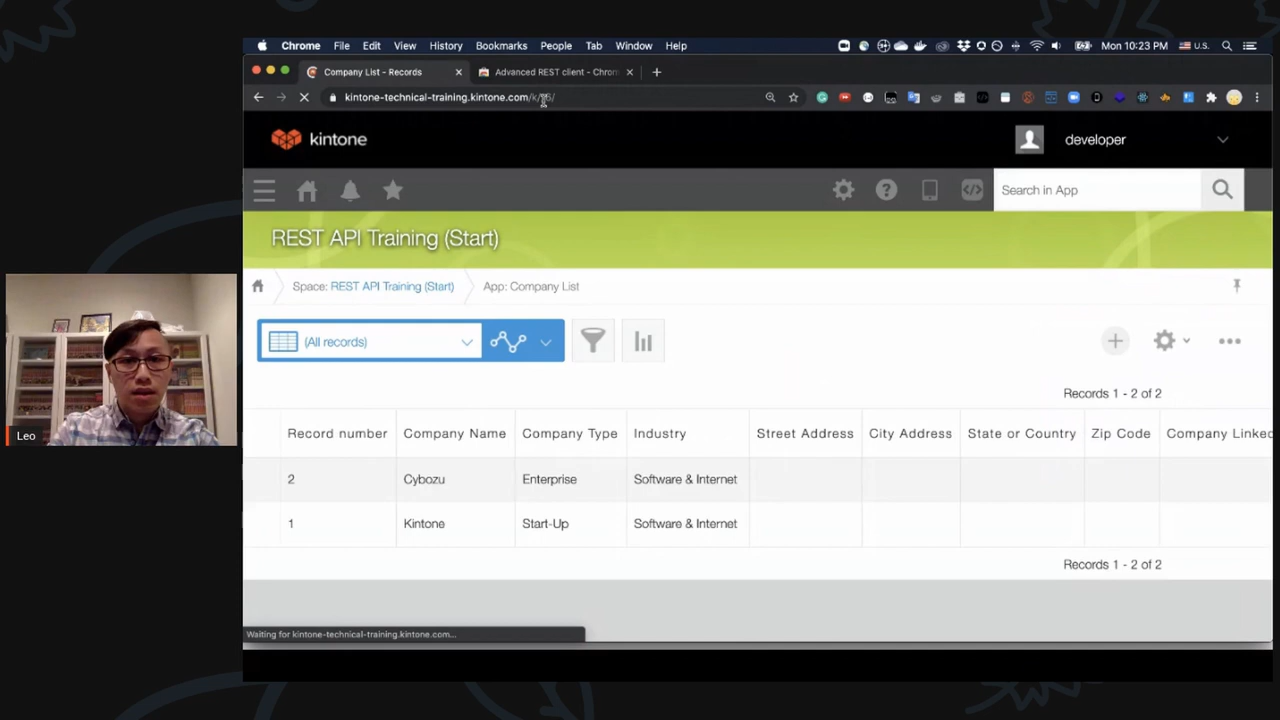 Chrome File Edit View History Bookmarks People Tab Window Help Mon 10:23 PM U.S.
Company List - Records Advanced REST client - Chrom
kintone-technical-training.kintone.com/k/
kintone developer
Search in App
REST API Training (Start)
Space: REST API Training (Start) App: Company List
(All records)
Records 1 - 2 of 2
Record number Company Name Company Type Industry Street Address City Address State or Country Zip Code Company Linked
2 Cybozu Enterprise Software & Internet
1 Kintone Start-Up Software & Internet
Records 1 - 2 of 2
Leo
Waiting for kintone-technical-training.kintone.com...